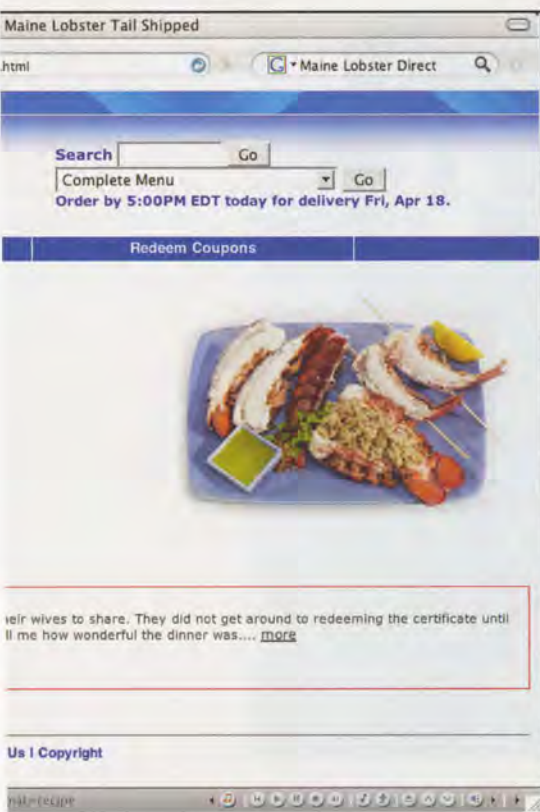 Maine Lobster Tail Shipped
.html
G Maine Lobster Direct
Search Go
Complete Menu Go
Order by 5:00PM EDT today for delivery Fri, Apr 18.
Redeem Coupons
eir wives to share. They did not get around to redeeming the certificate until
ll me how wonderful the dinner was.... more
Us | Copyright